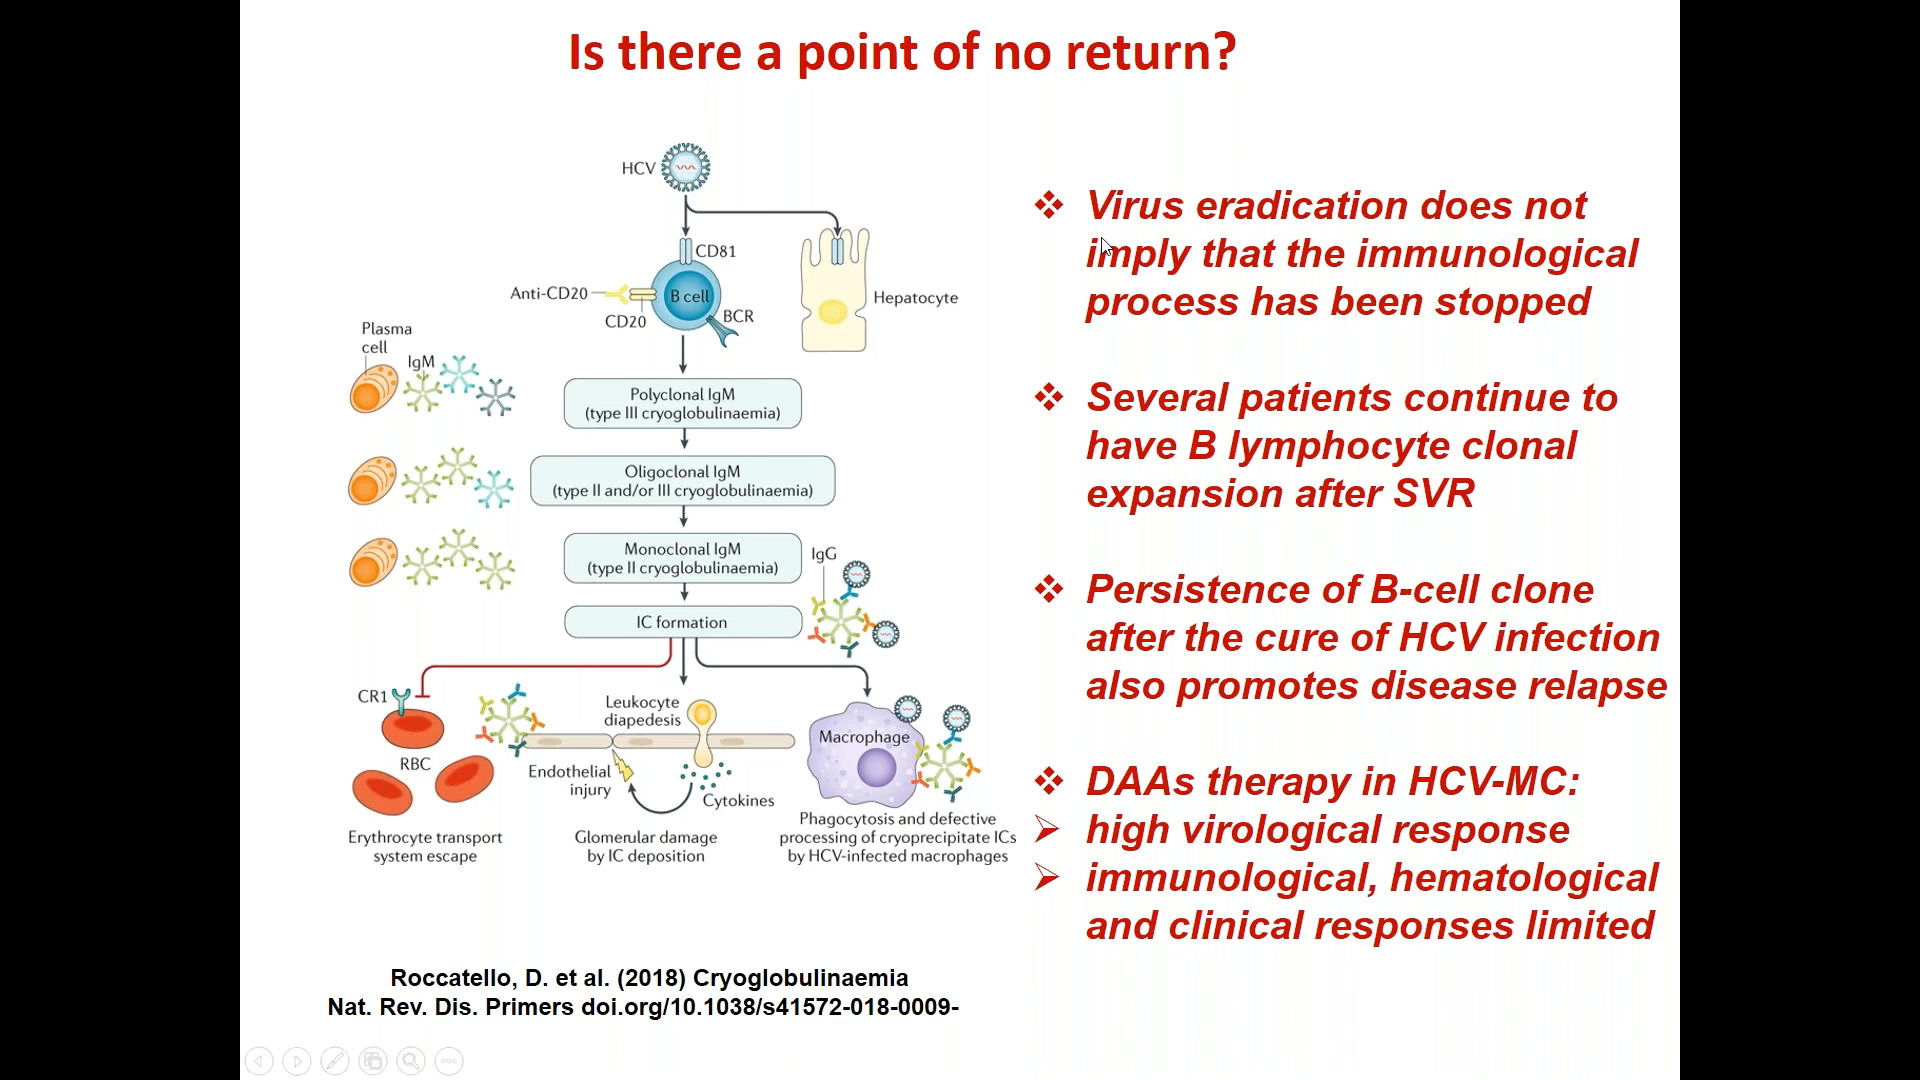 Is there a point of no return?
HCV
CD81
Anti-CD20
B cell
CD20
BCR
Hepatocyte
Plasma
cell
IgM
Polyclonal IgM
(type III cryoglobulinaemia)
Oligoclonal IgM
(type II and/or III cryoglobulinaemia)
Monoclonal IgM
(type II cryoglobulinaemia)
IgG
IC formation
CR1
RBC
Leukocyte
diapedesis
Endothelial
injury
Cytokines
Macrophage
Erythrocyte transport
system escape
Glomerular damage
by IC deposition
Phagocytosis and defective
processing of cryoprecipitate ICs
by HCV-infected macrophages
Virus eradication does not
imply that the immunological
process has been stopped
Several patients continue to
have B lymphocyte clonal
expansion after SVR
Persistence of B-cell clone
after the cure of HCV infection
also promotes disease relapse
DAAs therapy in HCV-MC:
high virological response
immunological, hematological
and clinical responses limited
Roccatello, D. et al. (2018) Cryoglobulinaemia
Nat. Rev. Dis. Primers doi.org/10.1038/s41572-018-0009-